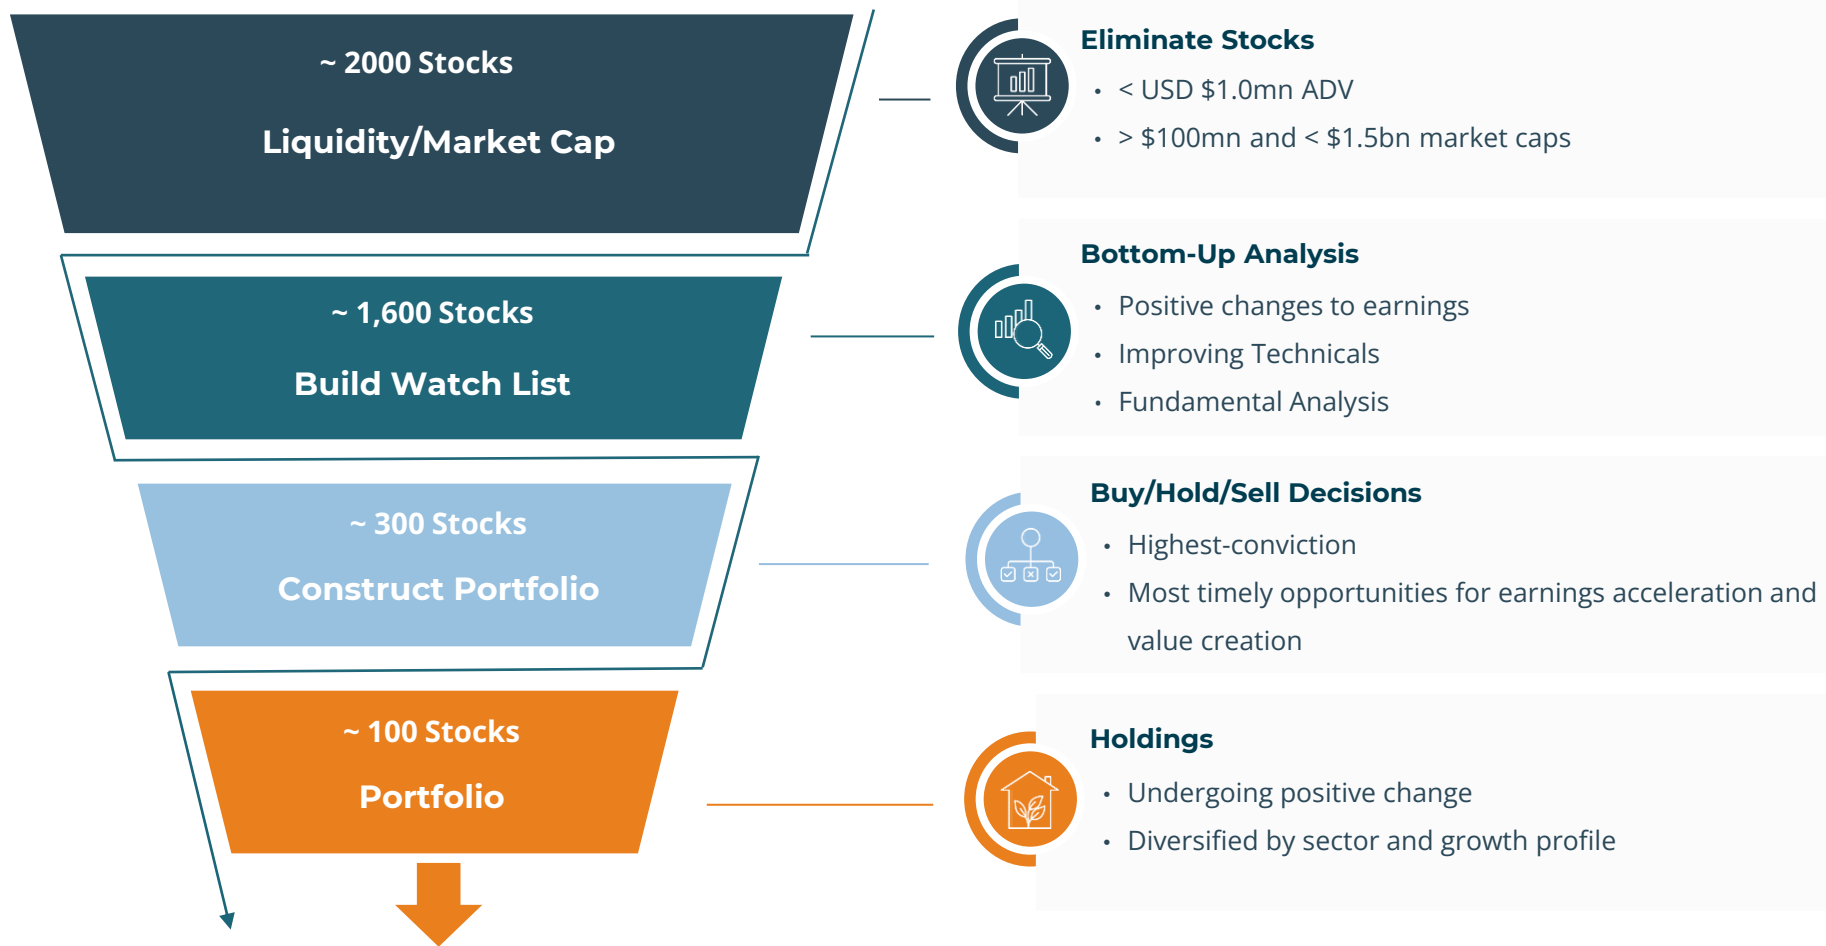 ~ 2000 Stocks
Liquidity/Market Cap
Eliminate Stocks
• < USD $1.0mn ADV
• > $100mn and < $1.5bn market caps
~ 1,600 Stocks
Build Watch List
Bottom-Up Analysis
• Positive changes to earnings
• Improving Technicals
• Fundamental Analysis
~ 300 Stocks
Construct Portfolio
Buy/Hold/Sell Decisions
• Highest-conviction
• Most timely opportunities for earnings acceleration and
value creation
~ 100 Stocks
Portfolio
Holdings
• Undergoing positive change
• Diversified by sector and growth profile